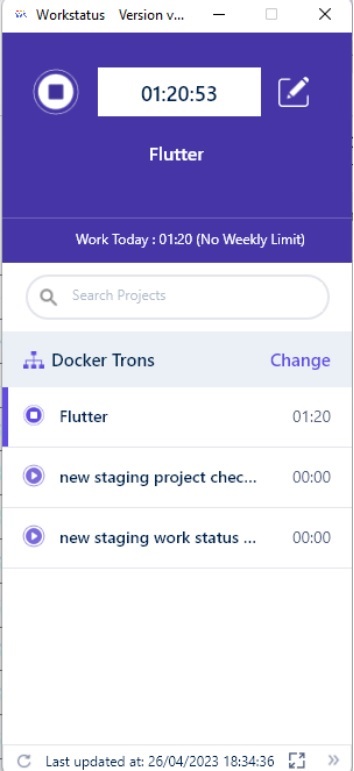 Workstatus Version v...
01:20:53
Flutter
Work Today : 01:20 (No Weekly Limit)
Search Projects
Docker Trons Change
Flutter 01:20
new staging project chec... 00:00
new staging work status ... 00:00
Last updated at: 26/04/2023 18:34:36